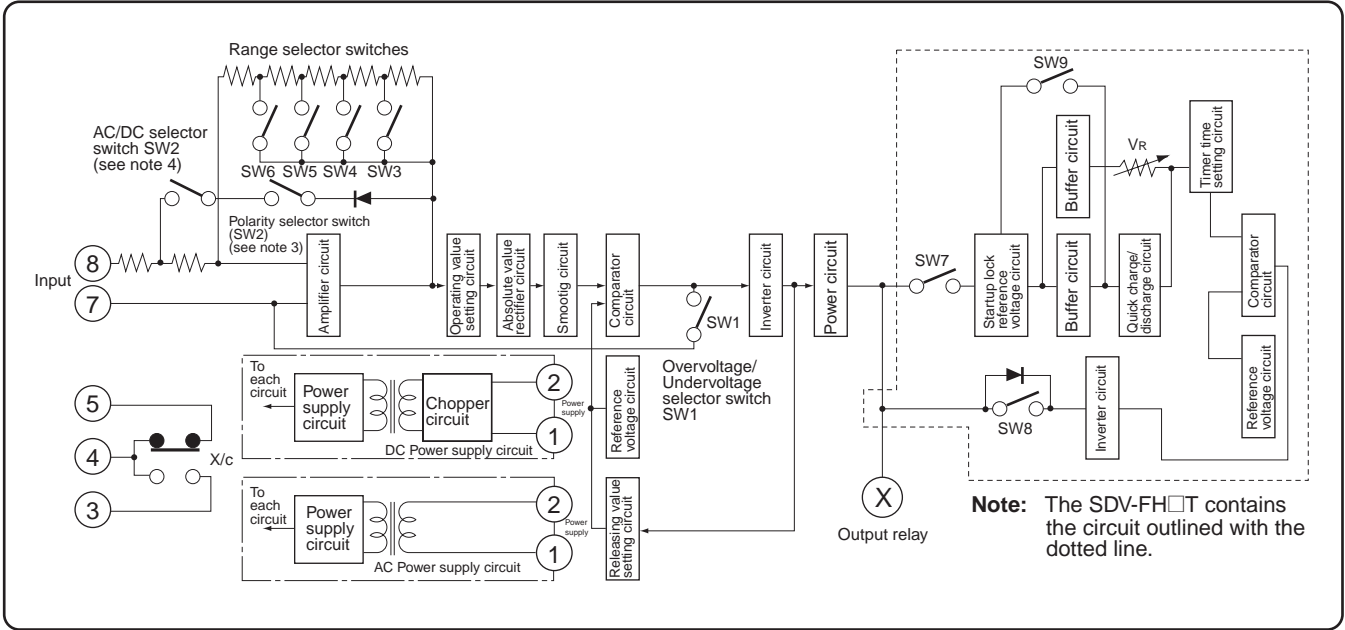 Range selector switches
AC/DC selector
switch SW2
(see note 4)
SW6 SW5 SW4 SW3
Polarity selector switch
(SW2)
(see note 3)
Input
8
7
Amplifier circuit
Operating value
setting circuit
Absolute value
rectifier circuit
Smootig circuit
Comparator
circuit
SW1
Inverter circuit
Power circuit
Overvoltage/
Undervoltage
selector switch
SW1
5
4
3
X/c
To
each
circuit
Power
supply
circuit
Chopper
circuit
2
Power
supply
1
DC Power supply circuit
Reference
voltage circuit
To
each
circuit
Power
supply
circuit
2
Power
supply
1
AC Power supply circuit
Releasing value
setting circuit
SW9
SW7
Startup lock
reference
voltage circuit
Buffer circuit
Buffer circuit
VR
Quick charge/
discharge circuit
Timer time
setting circuit
Comparator
circuit
Reference
voltage circuit
SW8
Inverter circuit
X
Output relay
Note: The SDV-FH□T contains
the circuit outlined with the
dotted line.